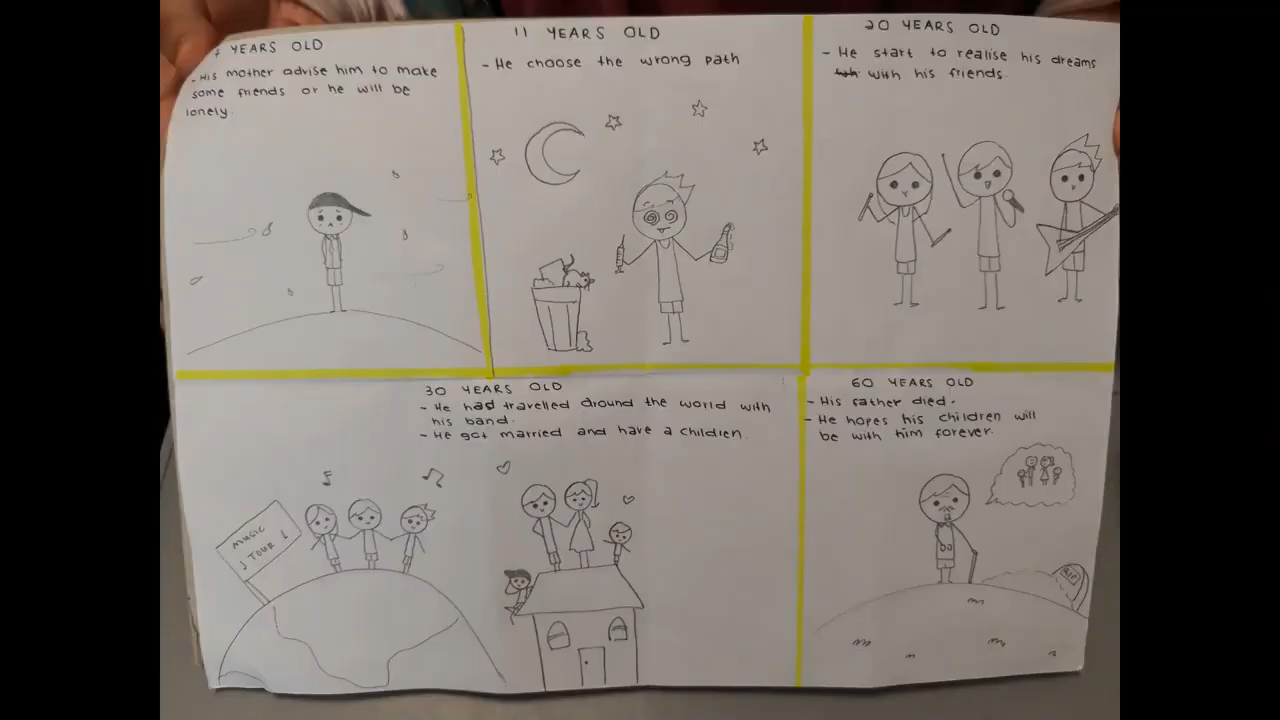 7 YEARS OLD
- His mother advise him to make
some friends or he will be
lonely.
11 YEARS OLD
- He choose the wrong path
20 YEARS OLD
- He start to realise his dreams
with his friends.
30 YEARS OLD
- He had travelled around the world with
his band.
- He got married and have a children.
MUSIC
TOUR
60 YEARS OLD
- His father died.
- He hopes his children will
be with him forever.
RIP